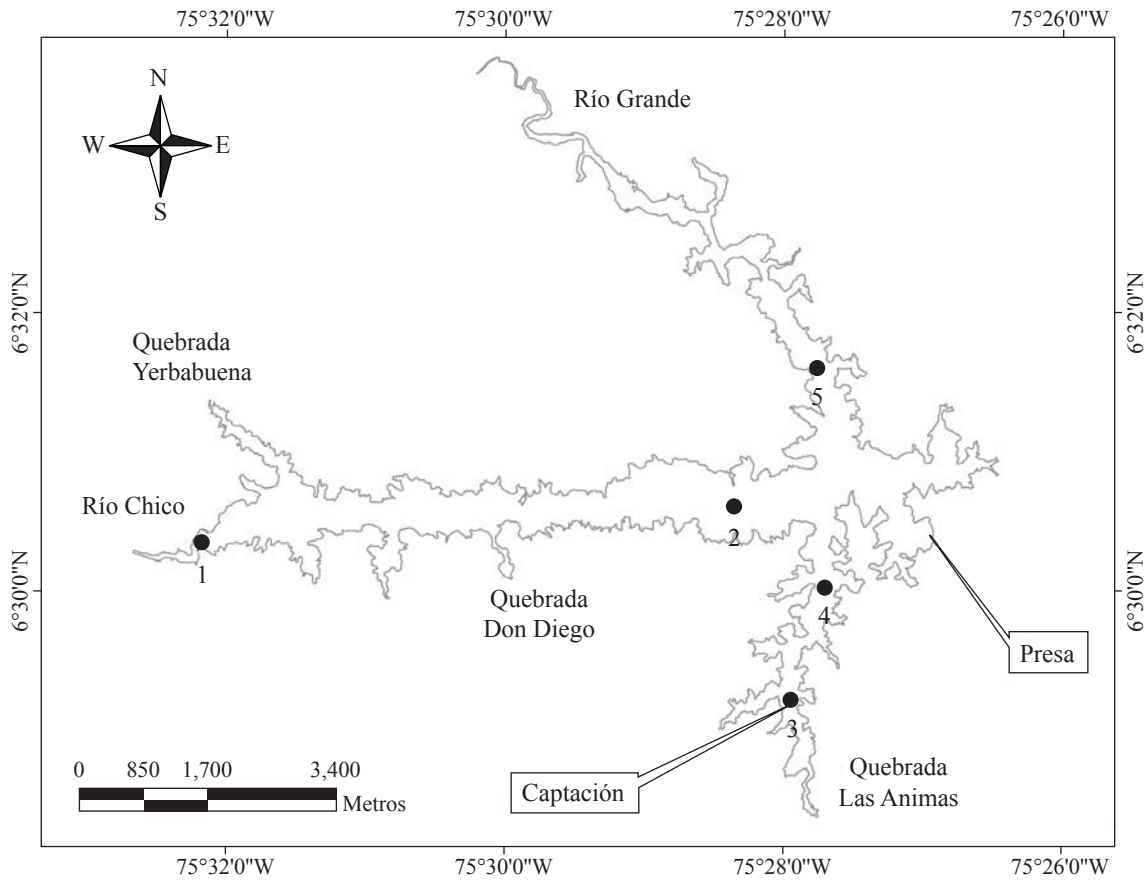 75°32'0"W 75°30'0"W 75°28'0"W 75°26'0"W
N
W E
S
Río Grande
6°32'0"N 6°32'0"N
Quebrada
Yerbabuena
5
Río Chico
2
1
4
6°30'0"N 6°30'0"N
Quebrada
Don Diego
Presa
3
0 850 1,700 3,400
Metros
Captación
Quebrada
Las Animas
75°32'0"W 75°30'0"W 75°28'0"W 75°26'0"W